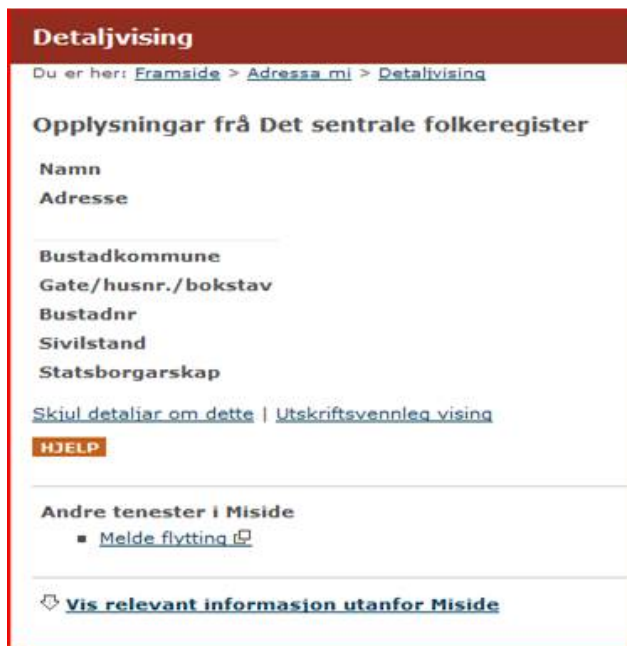 Detaljvising
Du er her: Framside > Adressa mi > Detaljvising
Opplysningar frå Det sentrale folkeregister
Namn
Adresse
Bustadkommune
Gate/husnr./bokstav
Bustadnr
Sivilstand
Statsborgarskap
Skjul detaljar om dette | Utskriftsvennleg vising
HJELP
Andre tenester i Miside
Melde flytting
Vis relevant informasjon utanfor Miside